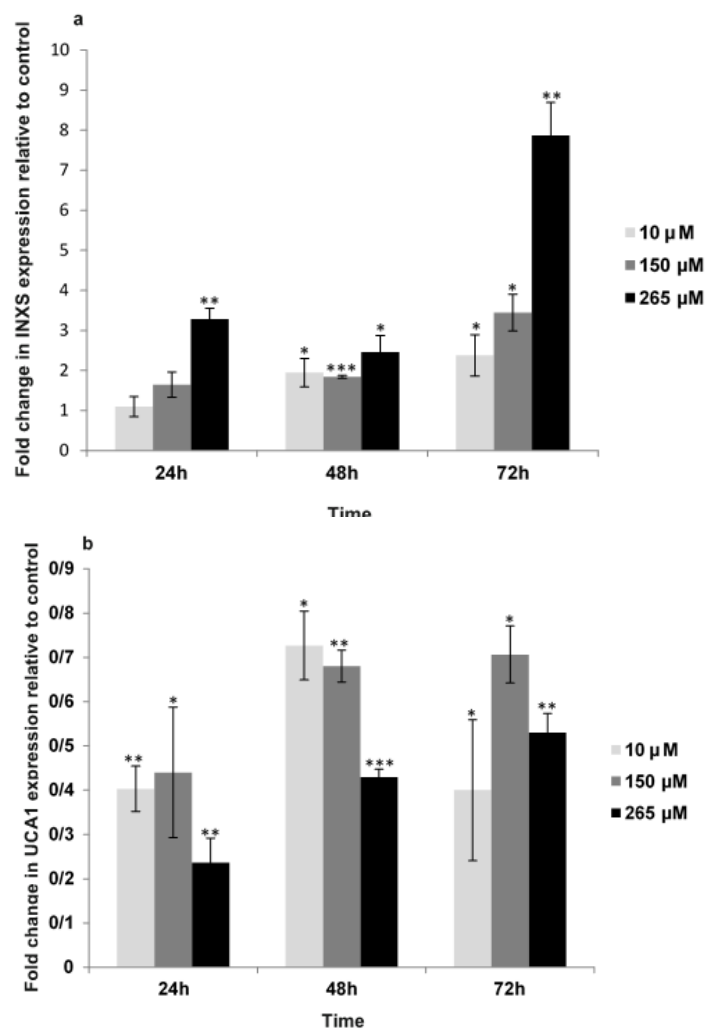 a
Fold change in INXS expression relative to control
10
9
8
7
6
5
4
3
2
1
0
**
*
***
*
*
*
**
24h
48h
72h
Time
10 µM
150 µM
265 µM
b
Fold change in UCA1 expression relative to control
0/9
0/8
0/7
0/6
0/5
0/4
0/3
0/2
0/1
0
**
*
**
*
**
***
*
*
**
24h
48h
72h
Time
10 µM
150 µM
265 µM